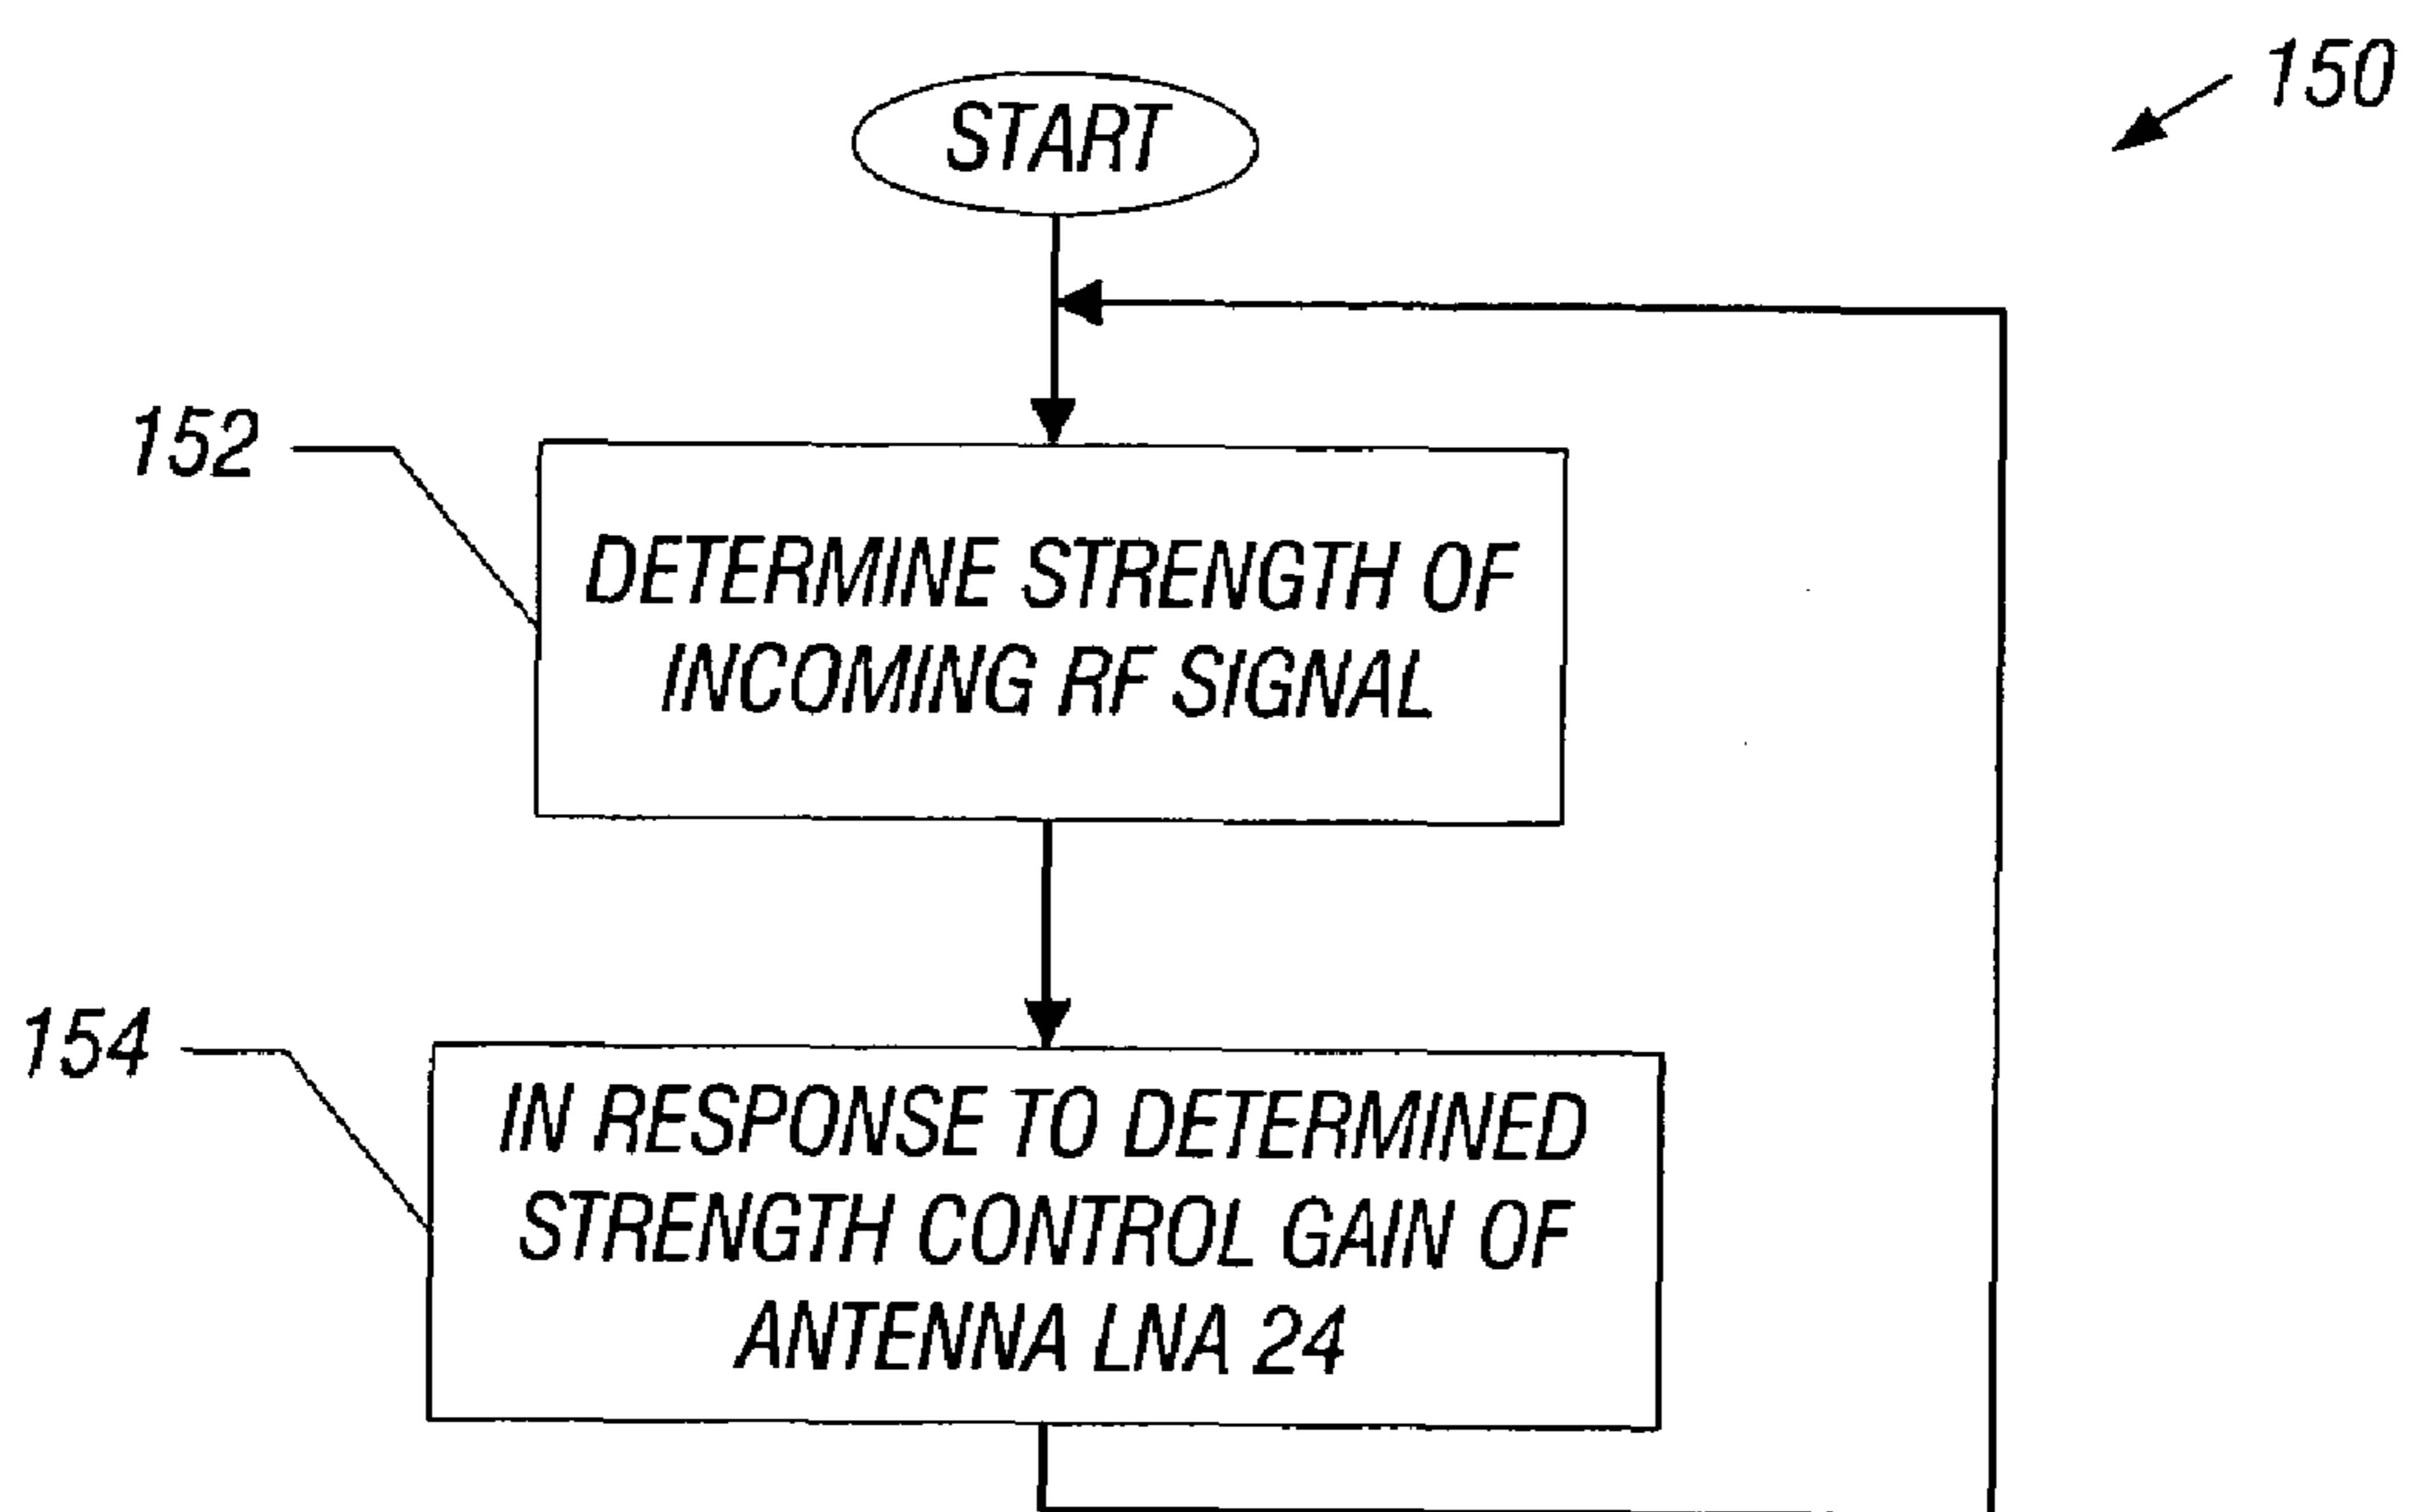 START
150
152
DETERMINE STRENGTH OF
INCOMING RF SIGNAL
154
IN RESPONSE TO DETERMINED
STRENGTH CONTROL GAIN OF
ANTENNA LNA 24